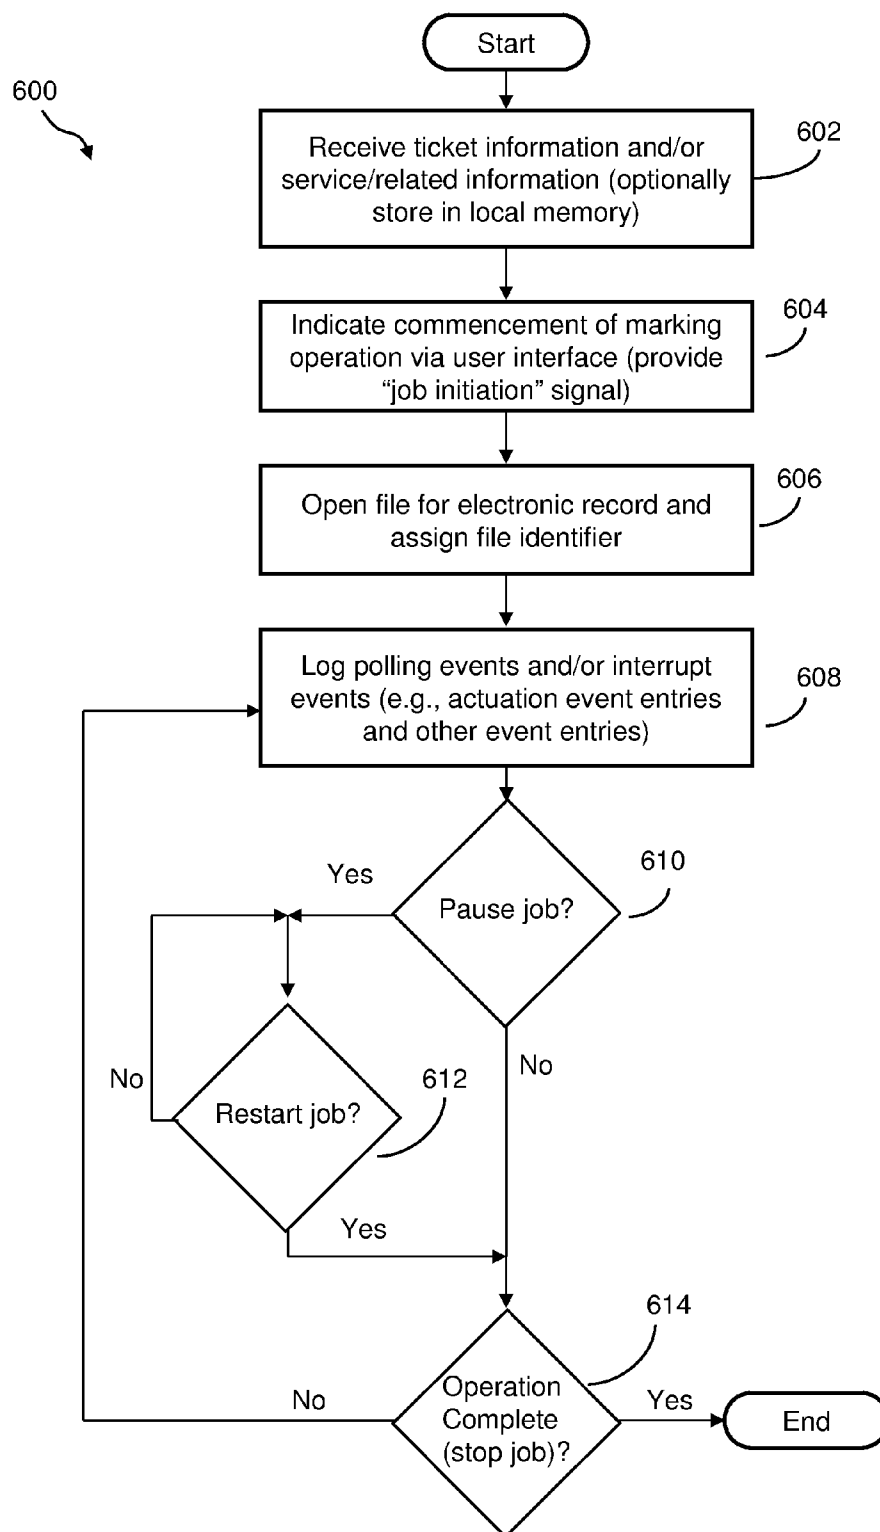 Start
600
602
Receive ticket information and/or
service/related information (optionally
store in local memory)
604
Indicate commencement of marking
operation via user interface (provide
“job initiation” signal)
606
Open file for electronic record and
assign file identifier
608
Log polling events and/or interrupt
events (e.g., actuation event entries
and other event entries)
610
Yes
Pause job?
No
No
612
Restart job?
Yes
614
No
Operation
Complete
(stop job)?
Yes
End